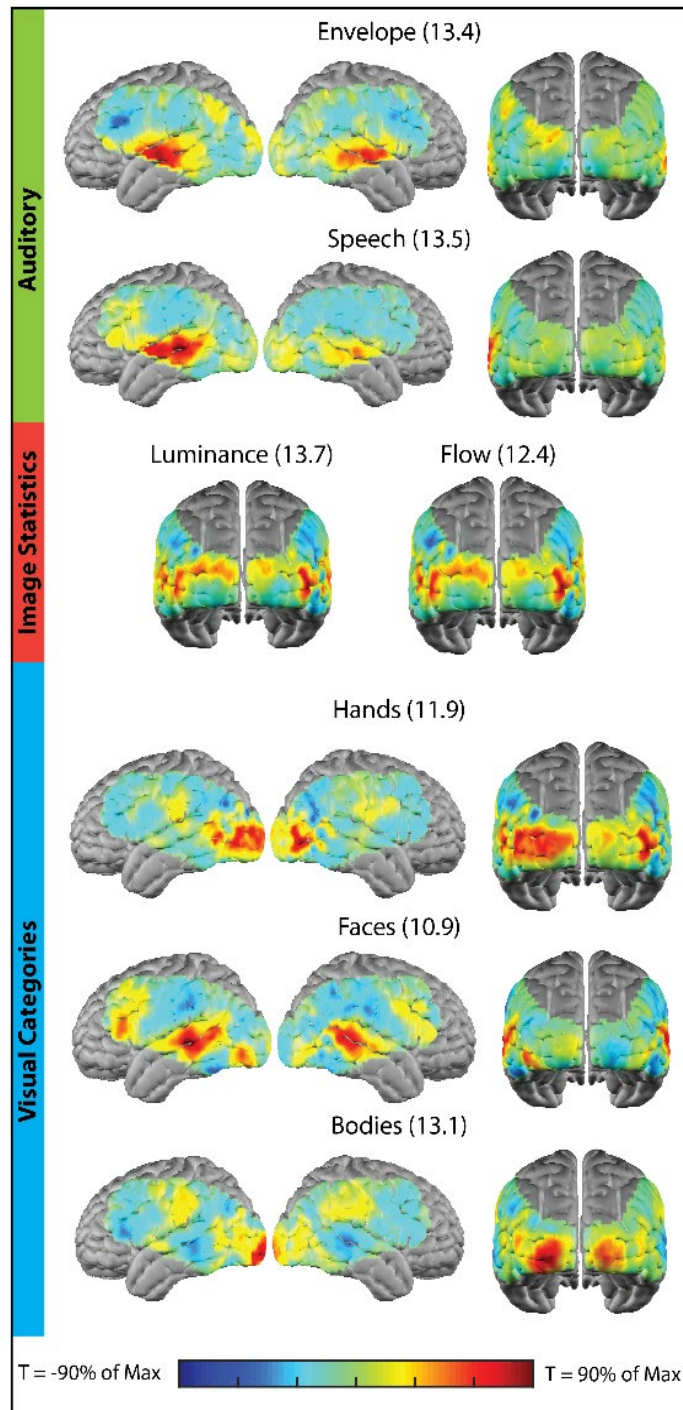 Auditory
Envelope (13.4)
Speech (13.5)
Image Statistics
Luminance (13.7)
Flow (12.4)
Visual Categories
Hands (11.9)
Faces (10.9)
Bodies (13.1)
T = -90% of Max
T = 90% of Max